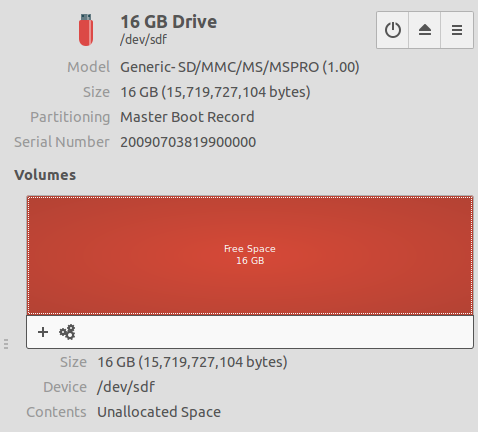 16 GB Drive
/dev/sdf
Model Generic- SD/MMC/MS/MSPRO (1.00)
Size 16 GB (15,719,727,104 bytes)
Partitioning Master Boot Record
Serial Number 20090703819900000
Volumes
Free Space
16 GB
Size 16 GB (15,719,727,104 bytes)
Device /dev/sdf
Contents Unallocated Space